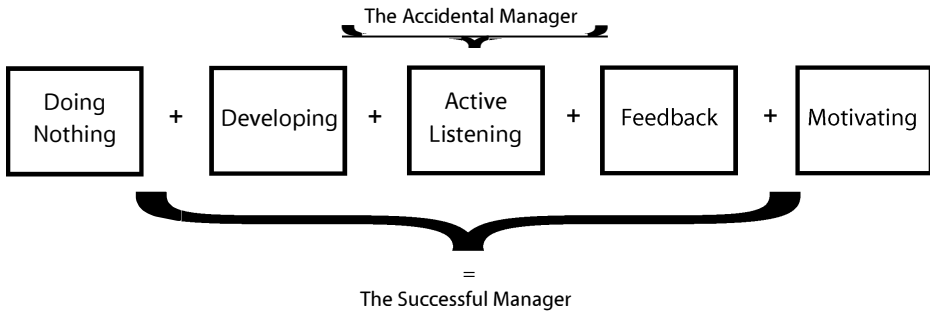 The Accidental Manager
Doing
Nothing
+
Developing
+
Active
Listening
+
Feedback
+
Motivating
=
The Successful Manager